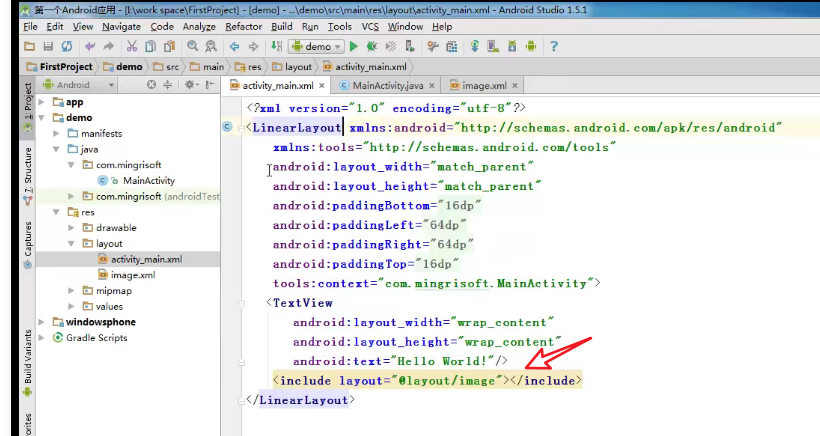 第一个Android应用 - [E:\work space\FirstProject] - [demo] - ...\demo\src\main\res\layout\activity_main.xml - Android Studio 1.5.1
File Edit View Navigate Code Analyze Refactor Build Run Tools VCS Window Help
demo
FirstProject demo src main res layout activity_main.xml
Android
activity_main.xml MainActivity.java image.xml
1: Project
7: Structure
Captures
Build Variants
app
demo
manifests
java
com.mingrisoft
MainActivity
com.mingrisoft (androidTest
res
drawable
layout
activity_main.xml
image.xml
mipmap
values
windowsphone
Gradle Scripts
<?xml version="1.0" encoding="utf-8"?>
<LinearLayout xmlns:android="http://schemas.android.com/apk/res/android"
xmlns:tools="http://schemas.android.com/tools"
android:layout_width="match_parent"
android:layout_height="match_parent"
android:paddingBottom="16dp"
android:paddingLeft="64dp"
android:paddingRight="64dp"
android:paddingTop="16dp"
tools:context="com.mingrisoft.MainActivity">
<TextView
android:layout_width="wrap_content"
android:layout_height="wrap_content"
android:text="Hello World!"/>
<include layout="@layout/image"></include>
</LinearLayout>